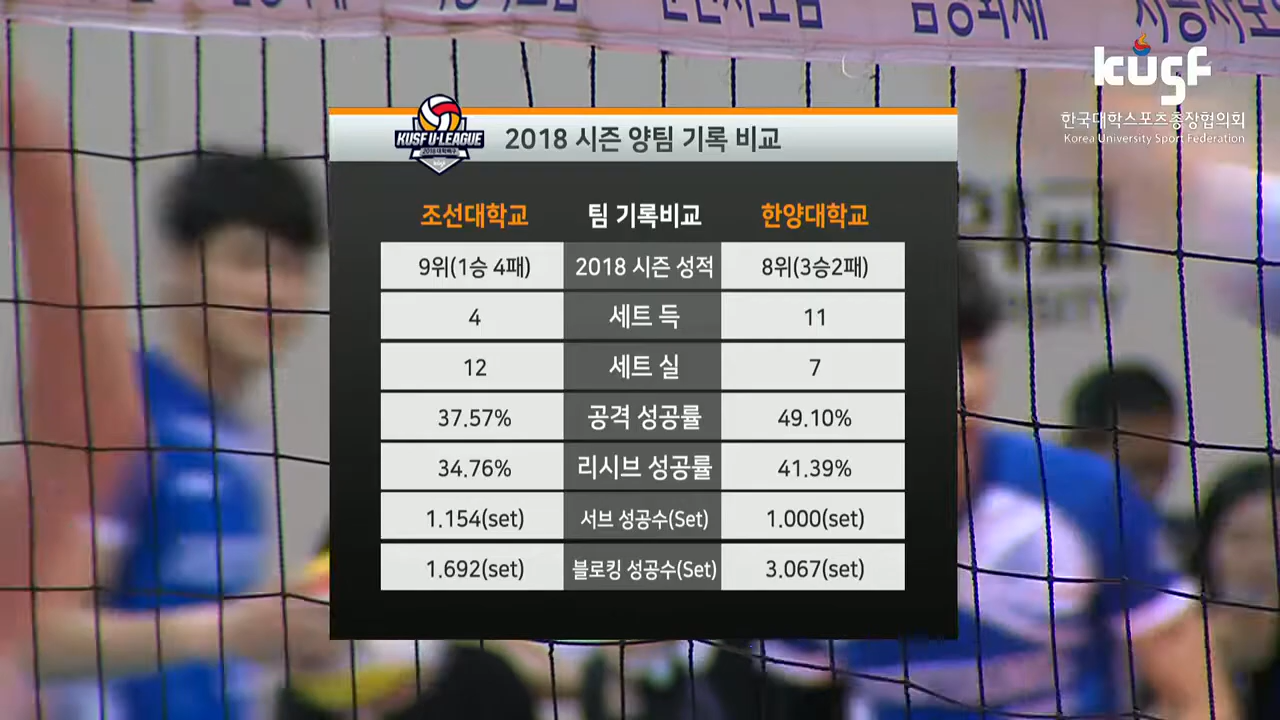 kusf
한국대학스포츠총장협의회
Korea University Sport Federation
KUSF U-LEAGUE
2018 시즌 양팀 기록 비교
조선대학교 팀 기록비교 한양대학교
9위(1승 4패) 2018 시즌 성적 8위(3승2패)
4 세트 득 11
12 세트 실 7
37.57% 공격 성공률 49.10%
34.76% 리시브 성공률 41.39%
1.154(set) 서브 성공수(Set) 1.000(set)
1.692(set) 블로킹 성공수(Set) 3.067(set)